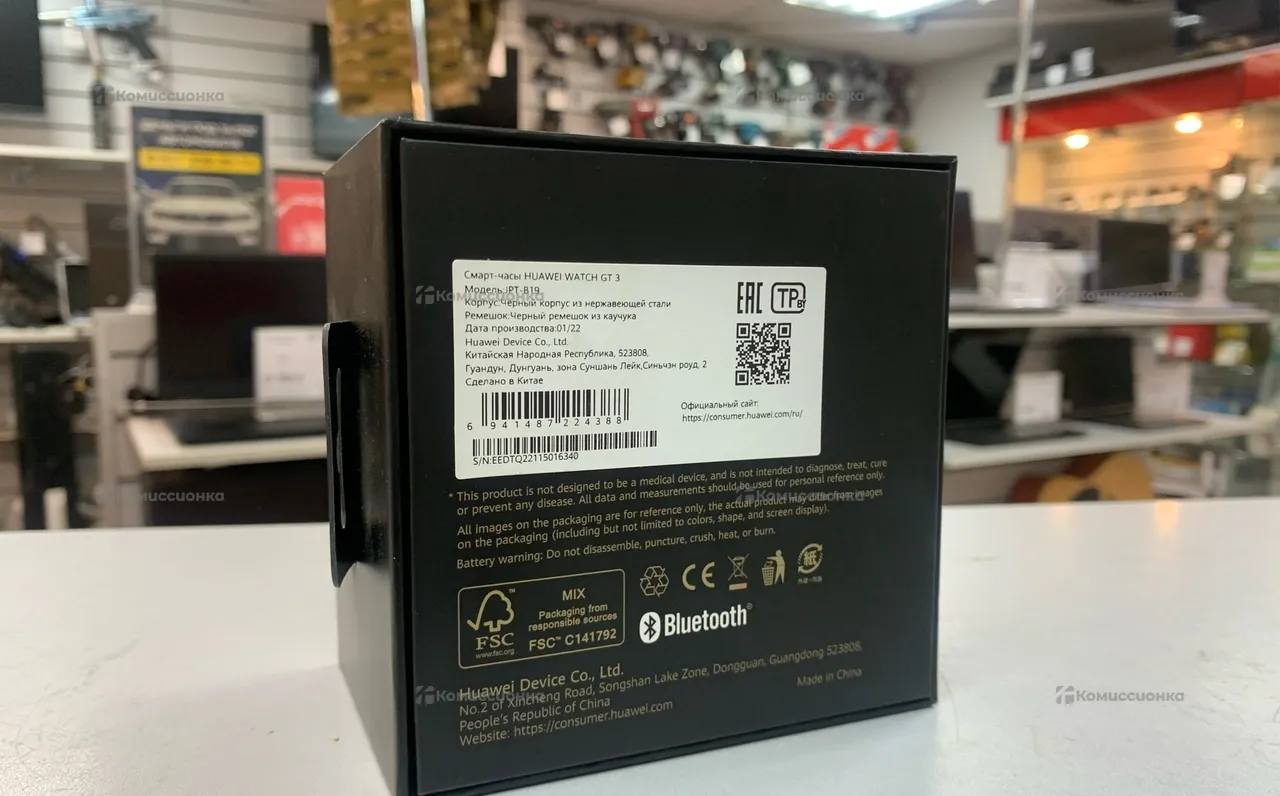 Комиссионка
Комиссионка
Смарт-часы HUAWEI WATCH GT 3
Модель:JPT-B19
Корпус:Черный корпус из нержавеющей стали
Ремешок:Черный ремешок из каучука
Дата производства:01/22
Huawei Device Co., Ltd.
Китайская Народная Республика, 523808,
Гуандун, Дунгуань, зона Суншань Лейк,Синьчэн роуд, 2
Сделано в Китае
EAC
TP BY
6 941487 224388
S/N:EEDTQ22115016340
Официальный сайт:
https://consumer.huawei.com/ru/
Комиссионка
Комиссионка
* This product is not designed to be a medical device, and is not intended to diagnose, treat, cure
or prevent any disease. All data and measurements should be used for personal reference only.
All images on the packaging are for reference only, the actual product may differ from images
on the packaging (including but not limited to colors, shape, and screen display).
Battery warning: Do not disassemble, puncture, crush, heat, or burn.
Комиссионка
Комиссионка
FSC
www.fsc.org
MIX
Packaging from
responsible sources
FSC™ C141792
CE
Bluetooth®
Huawei Device Co., Ltd.
No.2 of Xincheng Road, Songshan Lake Zone, Dongguan, Guangdong 523808,
People's Republic of China
Website: https://consumer.huawei.com
Made in China
Комиссионка
Комиссионка